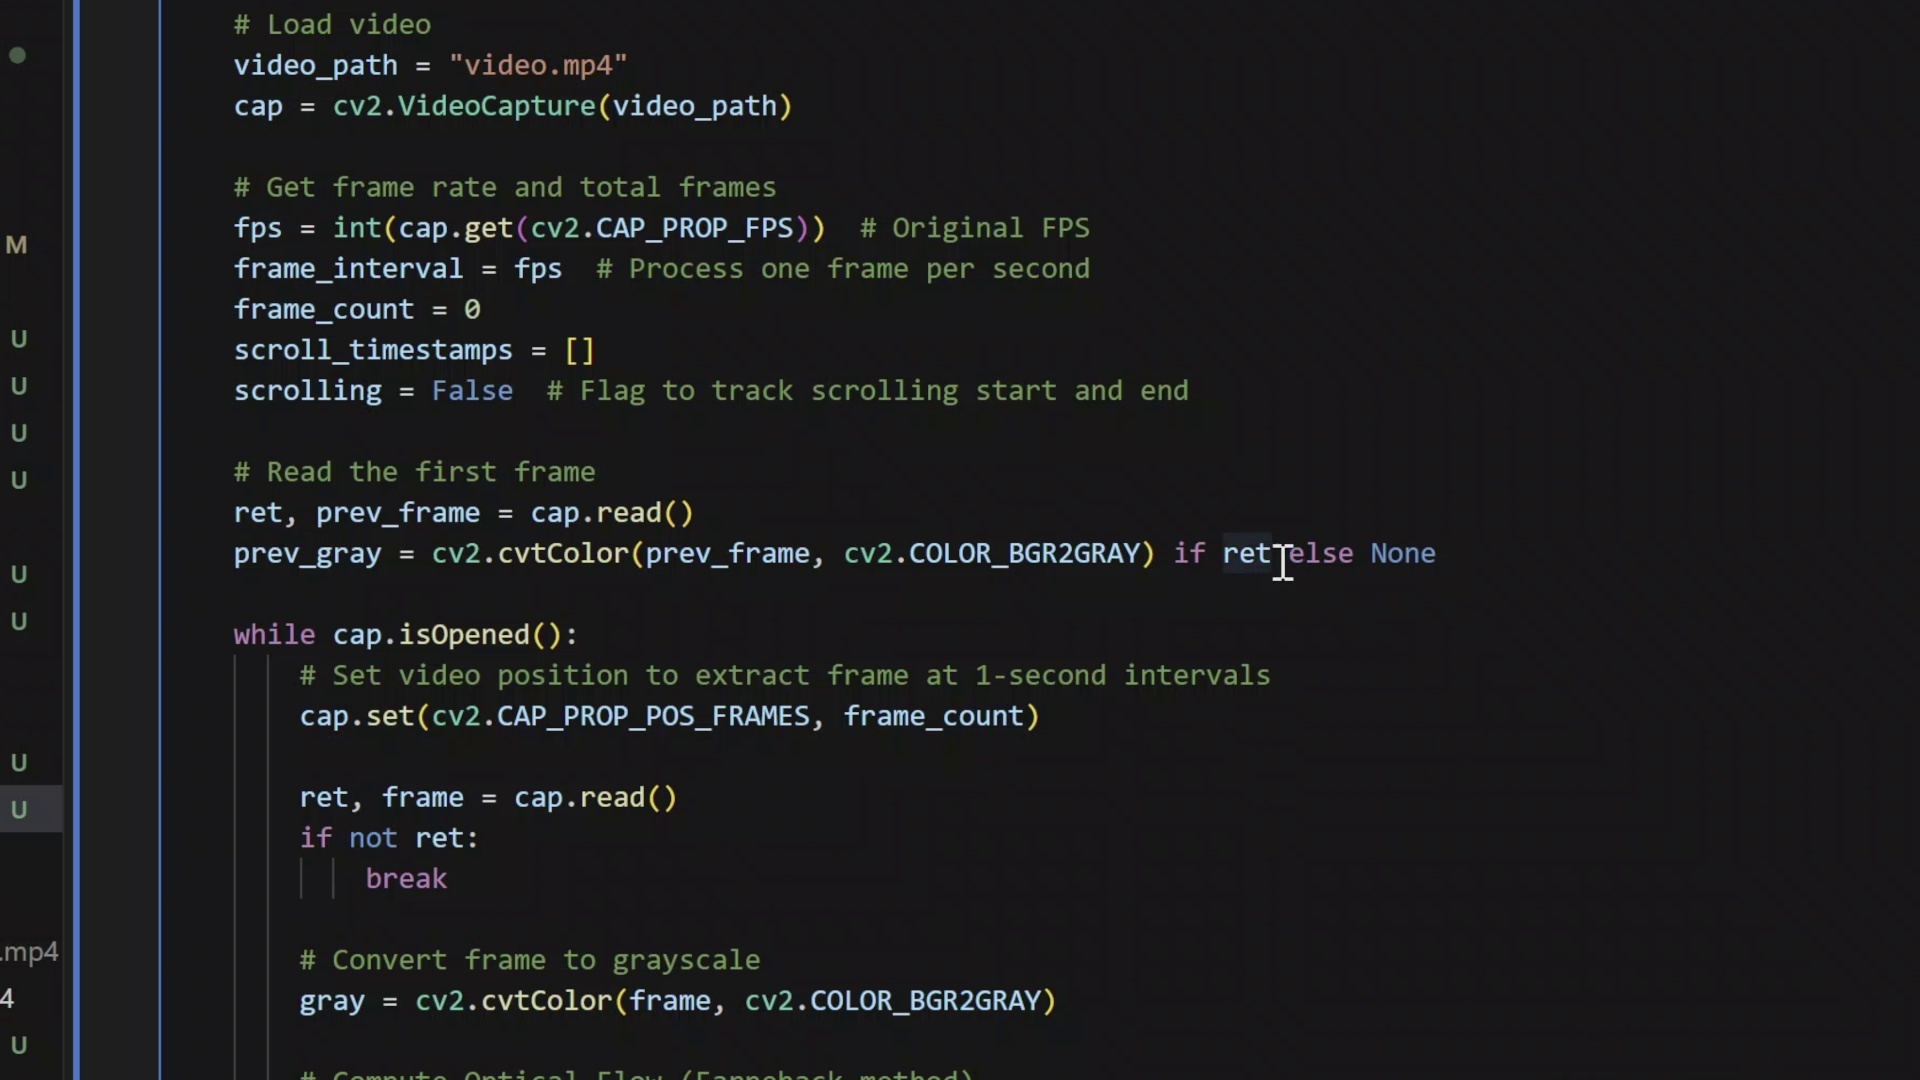 # Load video
video_path = "video.mp4"
cap = cv2.VideoCapture(video_path)
# Get frame rate and total frames
fps = int(cap.get(cv2.CAP_PROP_FPS))  # Original FPS
M
frame_interval = fps  # Process one frame per second
frame_count = 0
U
scroll_timestamps = []
U
scrolling = False  # Flag to track scrolling start and end
U
# Read the first frame
U
ret, prev_frame = cap.read()
prev_gray = cv2.cvtColor(prev_frame, cv2.COLOR_BGR2GRAY) if ret else None
U
U
while cap.isOpened():
# Set video position to extract frame at 1-second intervals
cap.set(cv2.CAP_PROP_POS_FRAMES, frame_count)
U
ret, frame = cap.read()
U
if not ret:
break
.mp4
# Convert frame to grayscale
4
gray = cv2.cvtColor(frame, cv2.COLOR_BGR2GRAY)
U
# Compute Optical Flow (Farneback method)